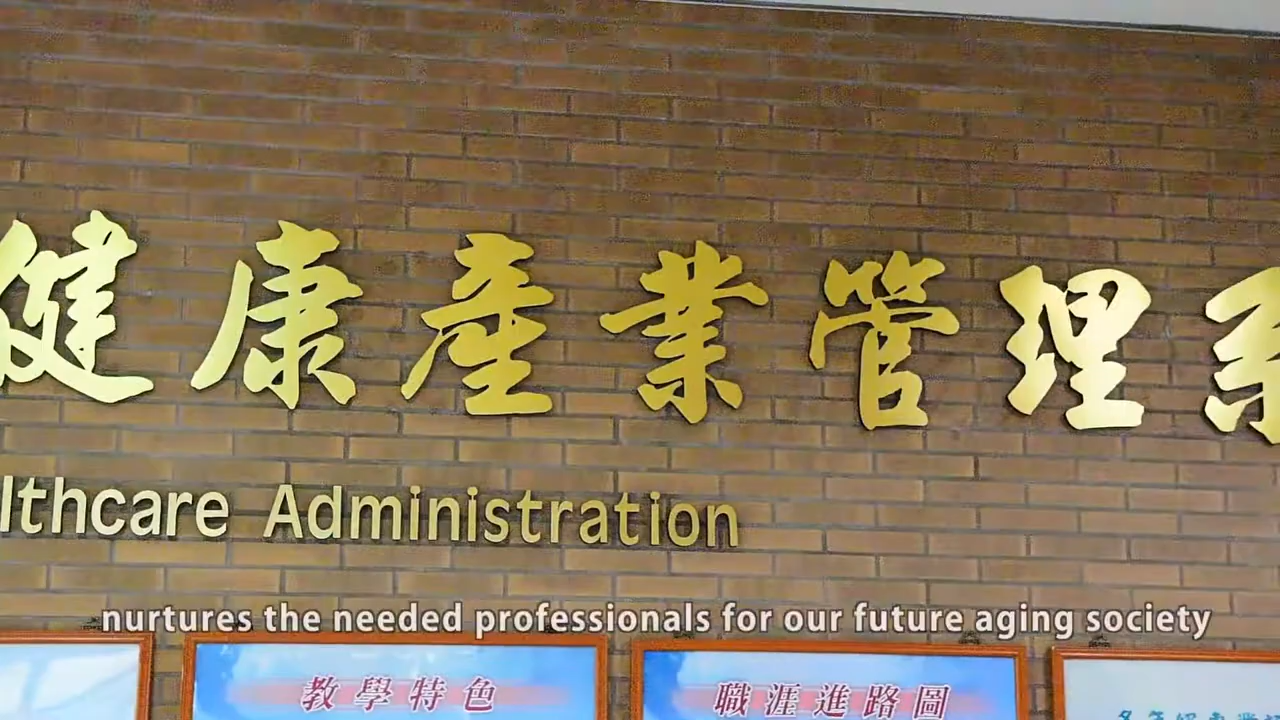 健康產業管理系
lthcare Administration
nurtures the needed professionals for our future aging society
教學特色
職涯進路圖